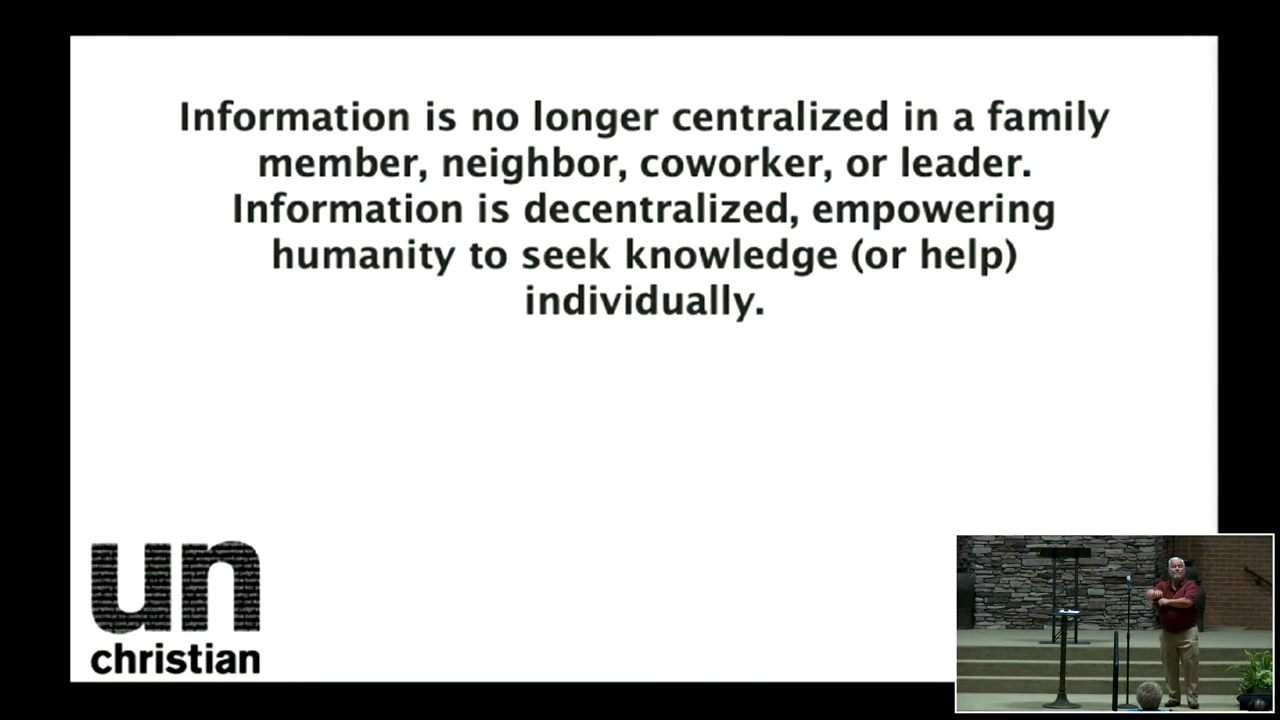 Information is no longer centralized in a family
member, neighbor, coworker, or leader.
Information is decentralized, empowering
humanity to seek knowledge (or help)
individually.
un
christian